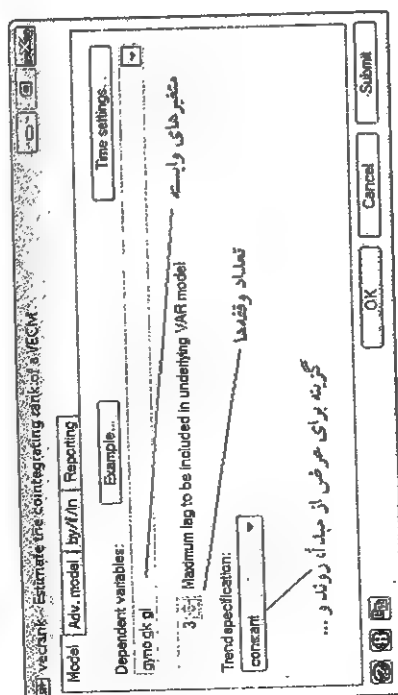 vecrank - Estimate the cointegrating rank of a VECM
Model Adv. model by/if/in Reporting
Dependent variables: Example... Time settings...
gyno gk gl
متغیرهای وابسته
3 Maximum lag to be included in underlying VAR model
تعداد وقفه‌ها
Trend specification:
constant
گزینه برای عرض از مبدأ، روند و ...
OK Cancel Submit